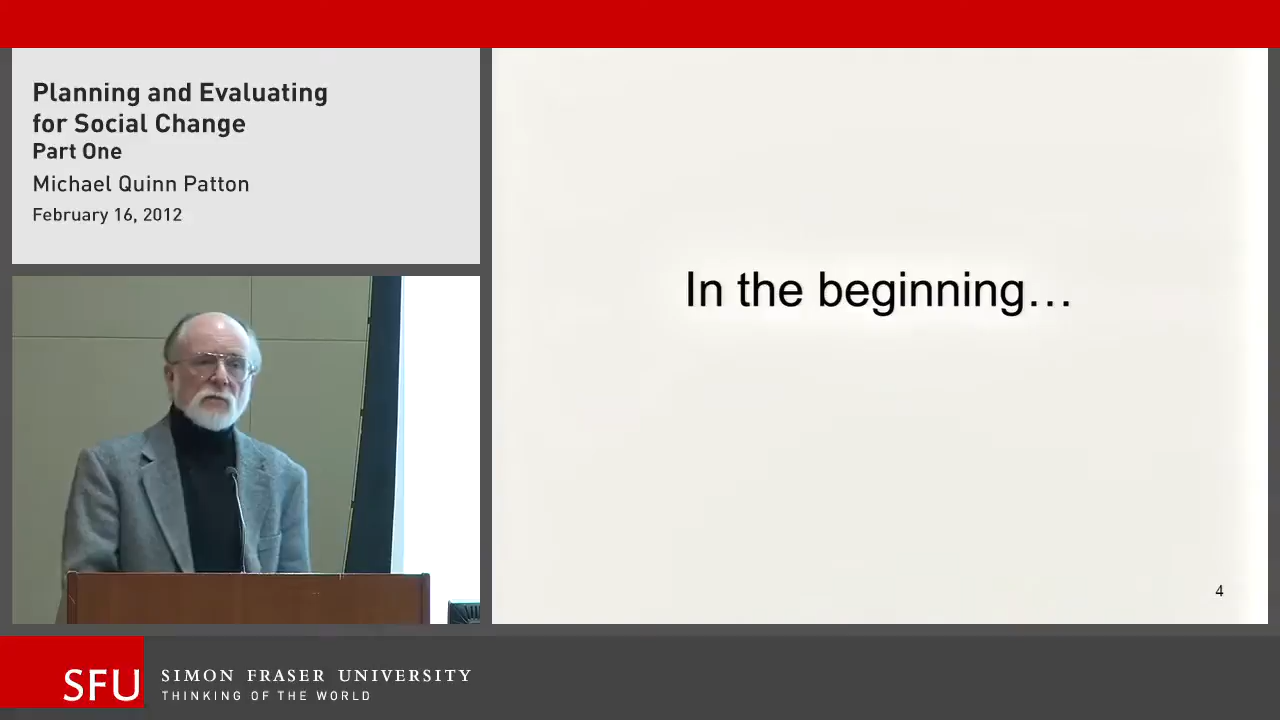 Planning and Evaluating
for Social Change
Part One
Michael Quinn Patton
February 16, 2012
In the beginning…
4
SFU
SIMON FRASER UNIVERSITY
THINKING OF THE WORLD